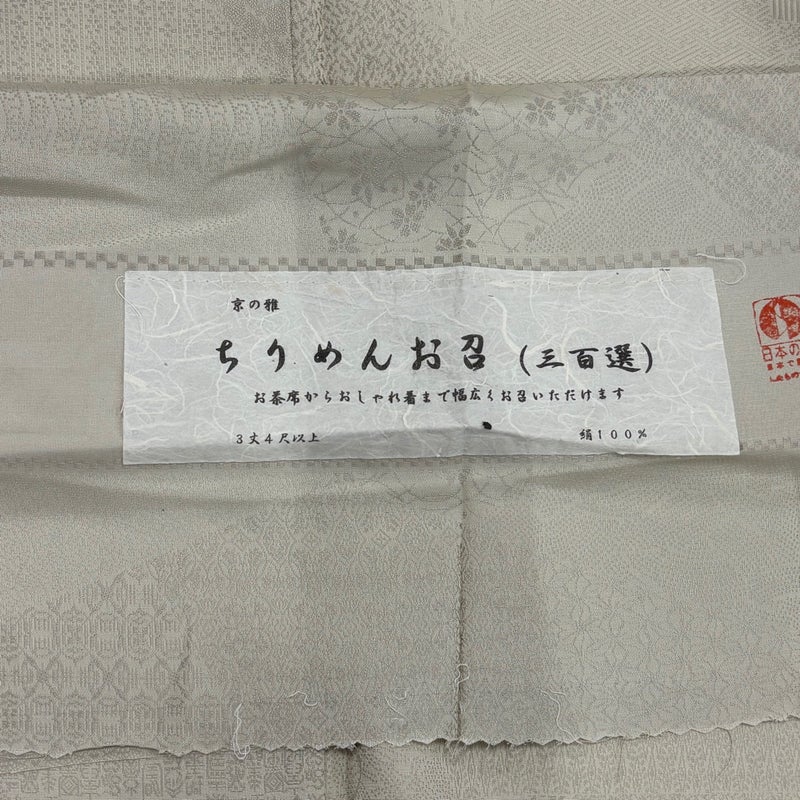 京の雅
ちりめんお召(三百選)
お茶席からおしゃれ着まで幅広くお召いただけます
3丈4尺以上
絹100%
日本の